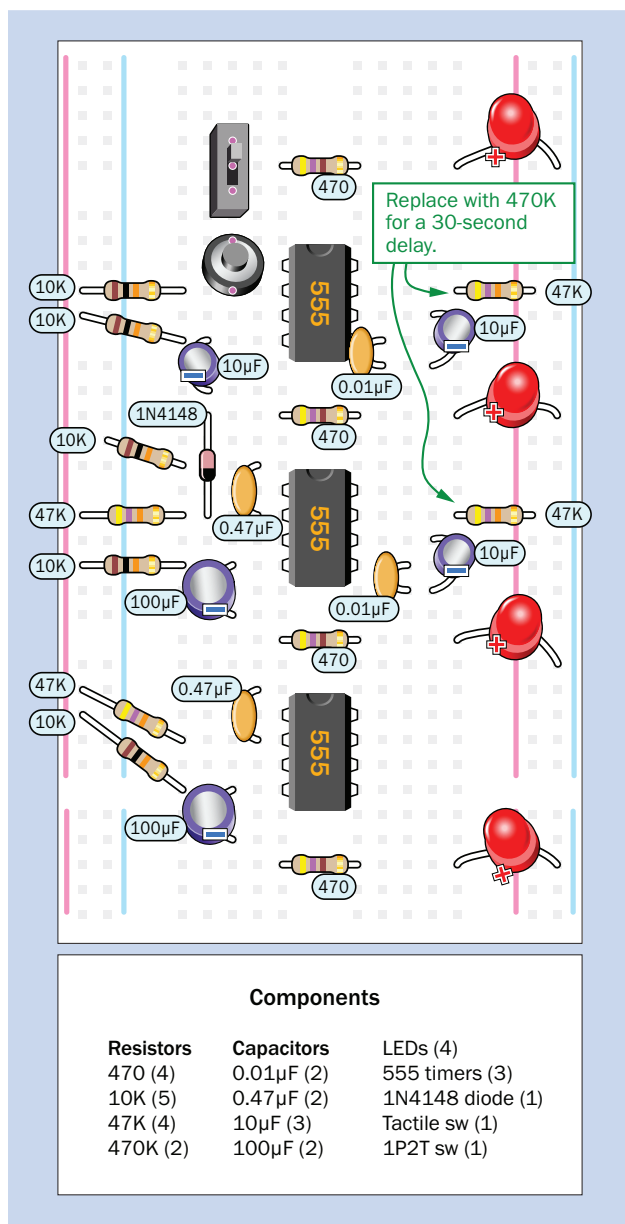 470
Replace with 470K
for a 30-second
delay.
10K
555
47K
10K
10µF
10µF
0.01µF
1N4148
470
10K
47K
0.47µF
555
47K
10µF
10K
100µF
0.01µF
470
47K
0.47µF
10K
555
100µF
470
Components
Resistors
470 (4)
10K (5)
47K (4)
470K (2)
Capacitors
0.01µF (2)
0.47µF (2)
10µF (3)
100µF (2)
LEDs (4)
555 timers (3)
1N4148 diode (1)
Tactile sw (1)
1P2T sw (1)